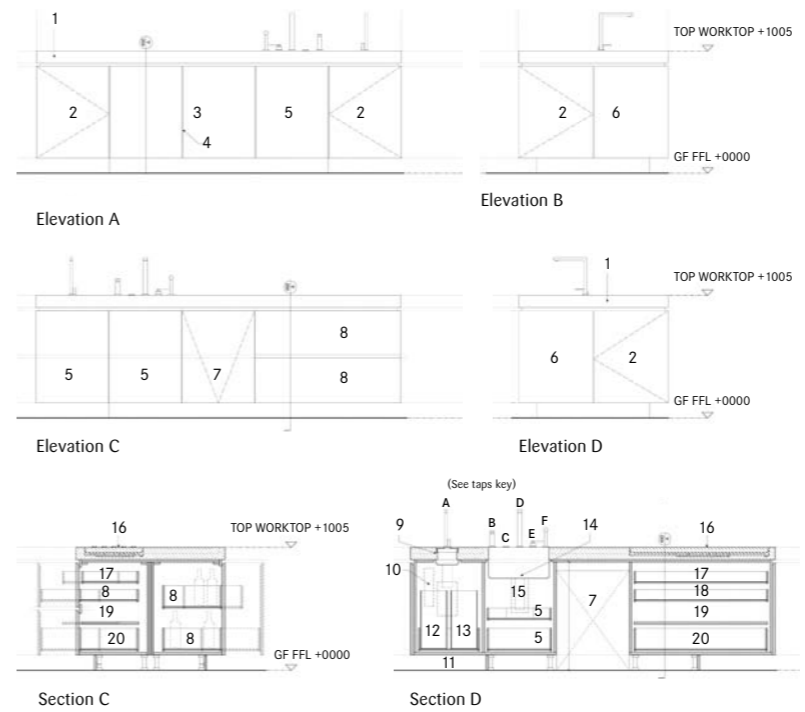 1
TOP WORKTOP +1005
2 3 5 2 2 6
4
GF FFL +0000
Elevation A
Elevation B
1
TOP WORKTOP +1005
8
5 5 7 8 6 2
GF FFL +0000
Elevation C
Elevation D
(See taps key)
A D
16 TOP WORKTOP +1005 9 B C E F 14 16
17 10 17
8 8 15 7 18
19 5 19
20 8 12 13 5 20
GF FFL +0000 11
Section C
Section D